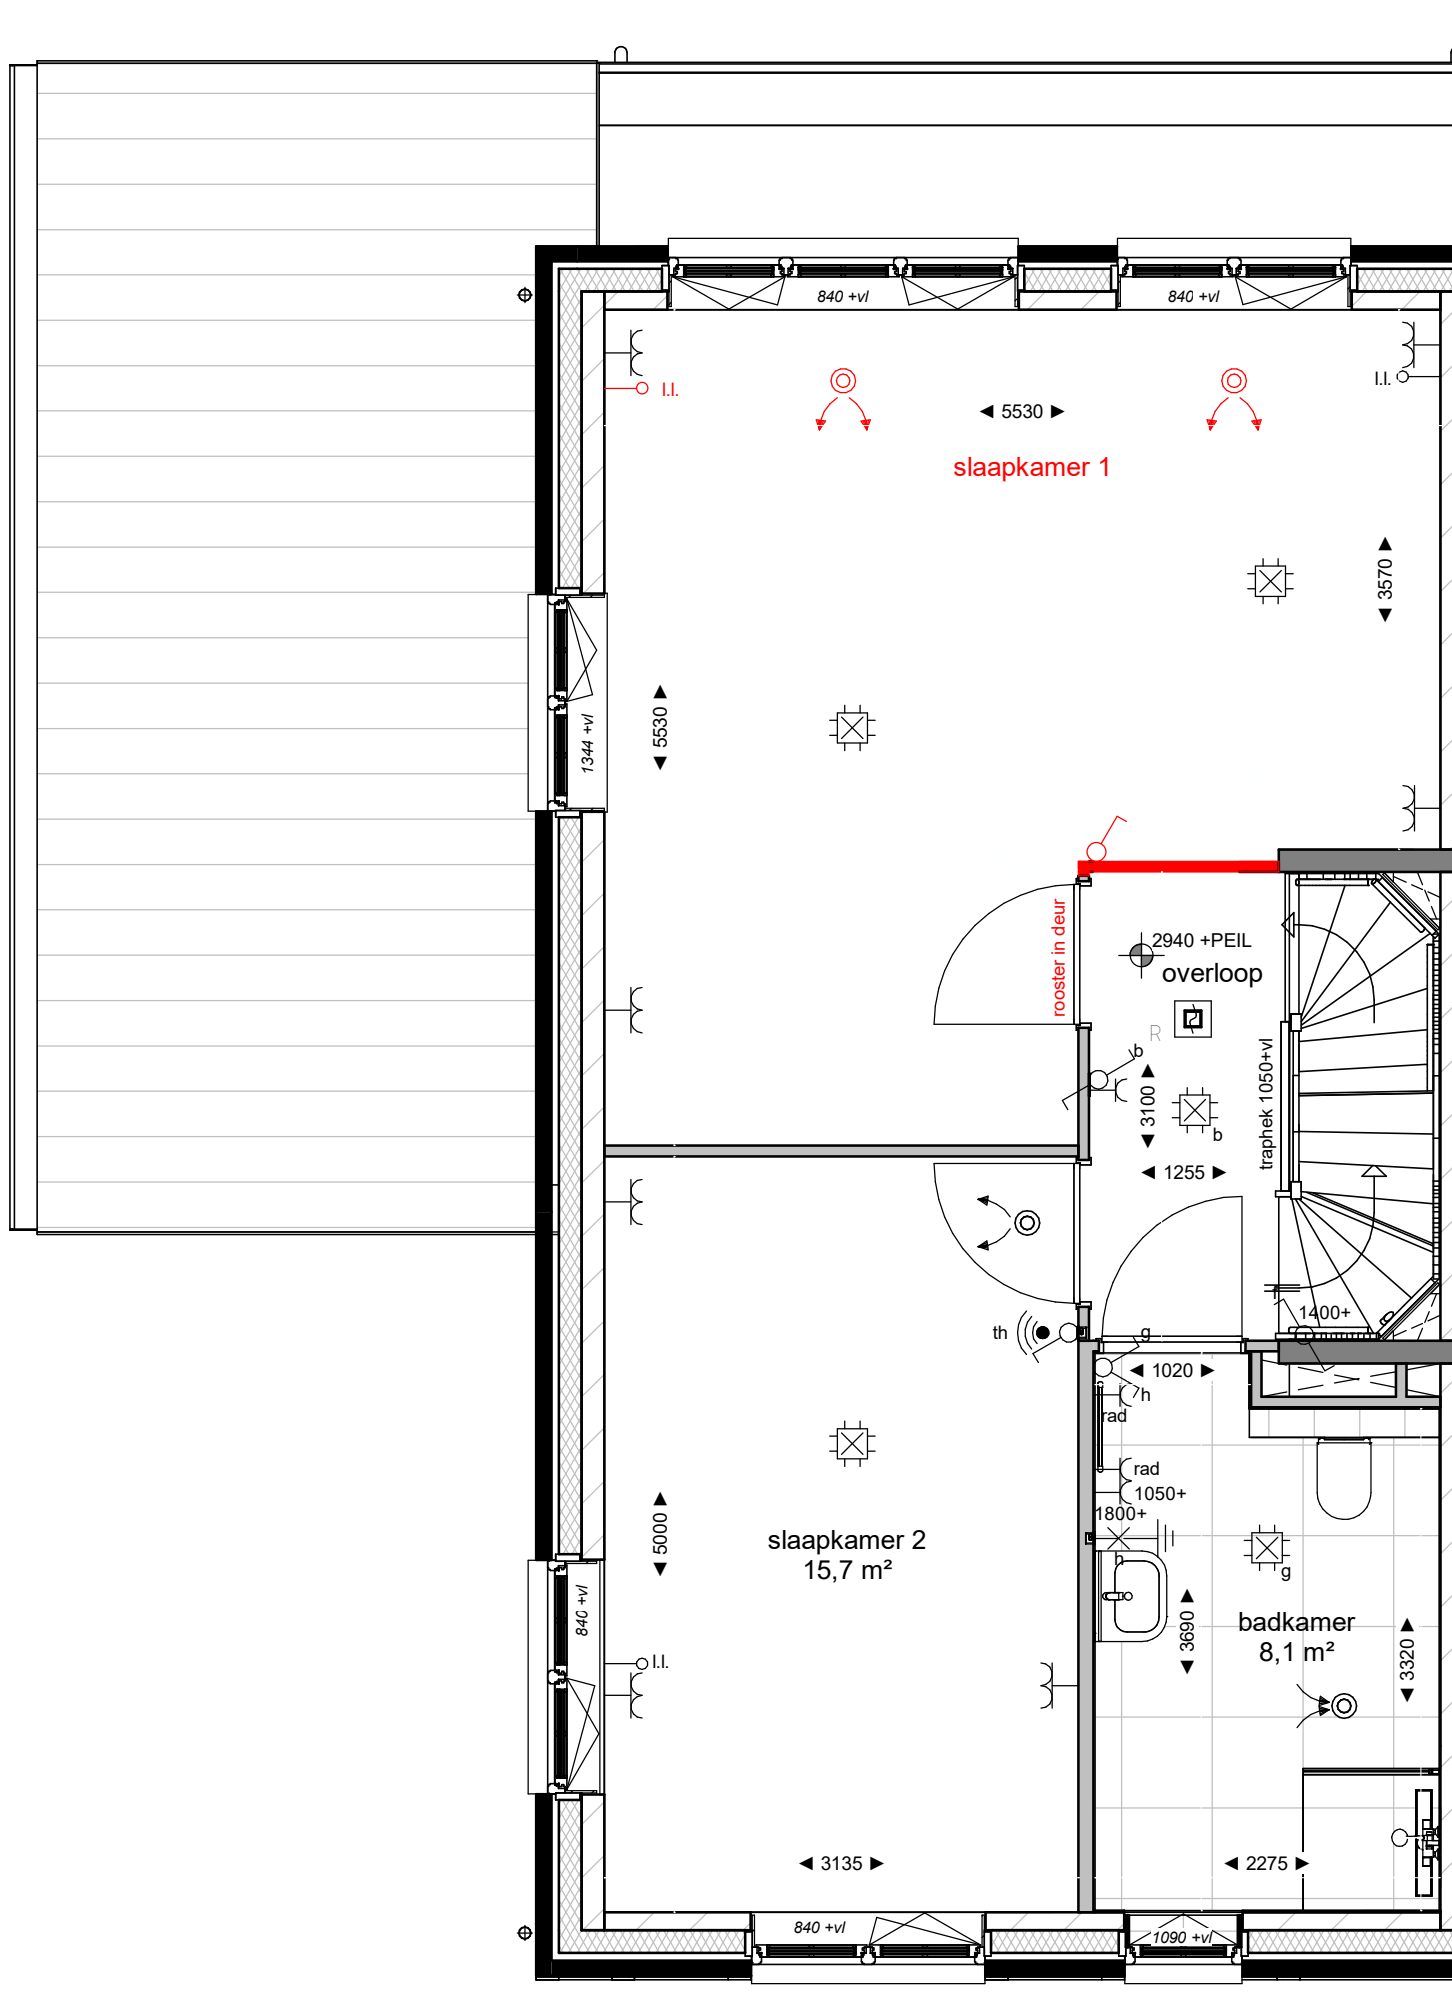 840 +vl
840 +vl
l.l.
l.l.
5530
slaapkamer 1
3570
5530
1344 +vl
rooster in deur
2940 +PEIL
overloop
R
b
3100
b
traphek 1050+vl
1255
th
g
1400+
1020
h
rad
rad
1050+
1800+
h
g
5000
slaapkamer 2
15,7 m²
840 +vl
badkamer
8,1 m²
3690
3320
l.l.
3135
2275
840 +vl
1090 +vl